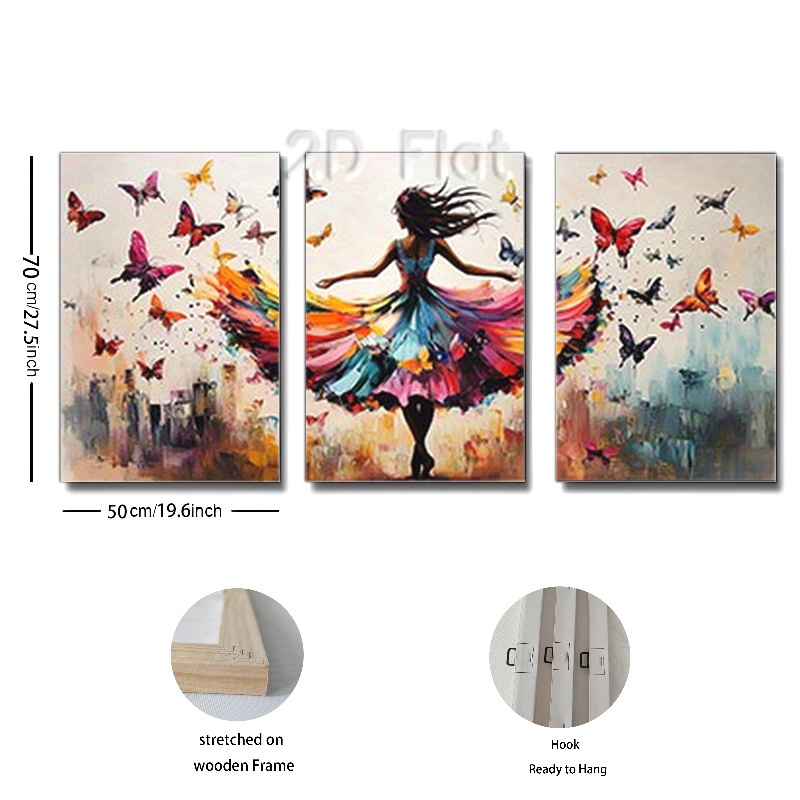 2D Flat
70 cm/27.5inch
50 cm/19.6inch
stretched on
wooden Frame
Hook
Ready to Hang